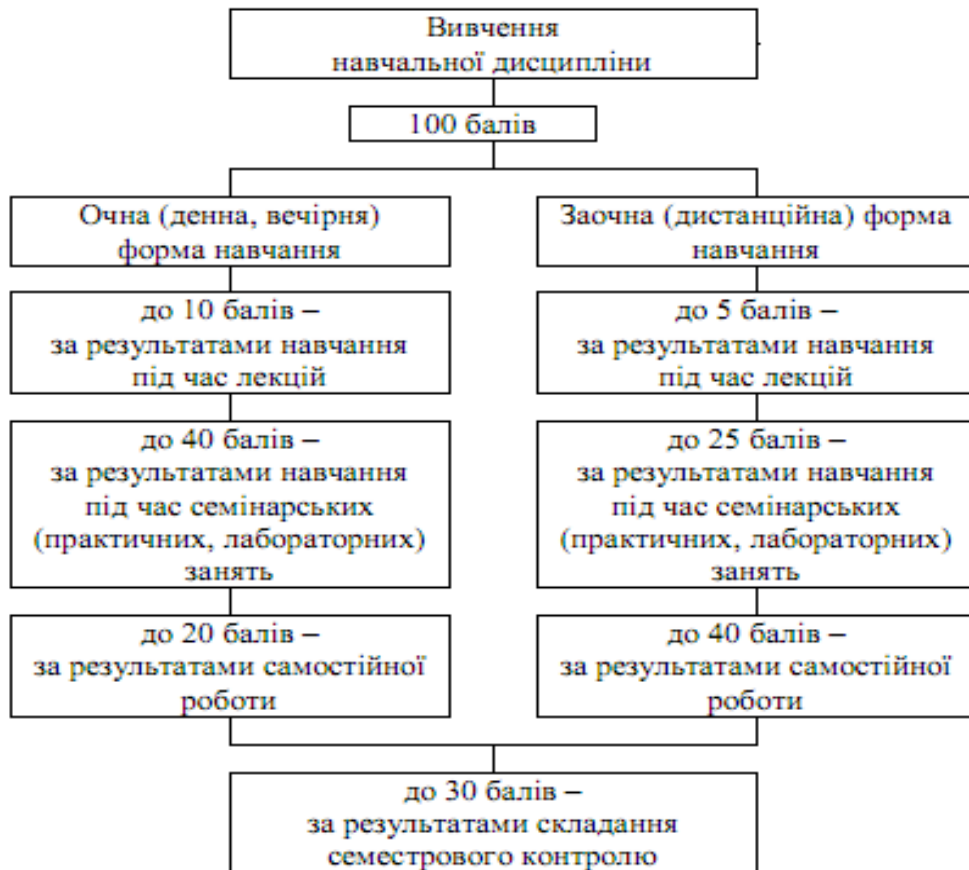 Вивчення
навчальної дисципліни
100 балів
Очна (денна, вечірня)
форма навчання
до 10 балів –
за результатами навчання
під час лекцій
до 40 балів –
за результатами навчання
під час семінарських
(практичних, лабораторних)
занять
до 20 балів –
за результатами самостійної
роботи
Заочна (дистанційна) форма
навчання
до 5 балів –
за результатами навчання
під час лекцій
до 25 балів –
за результатами навчання
під час семінарських
(практичних, лабораторних)
занять
до 40 балів –
за результатами самостійної
роботи
до 30 балів –
за результатами складання
семестрового контролю